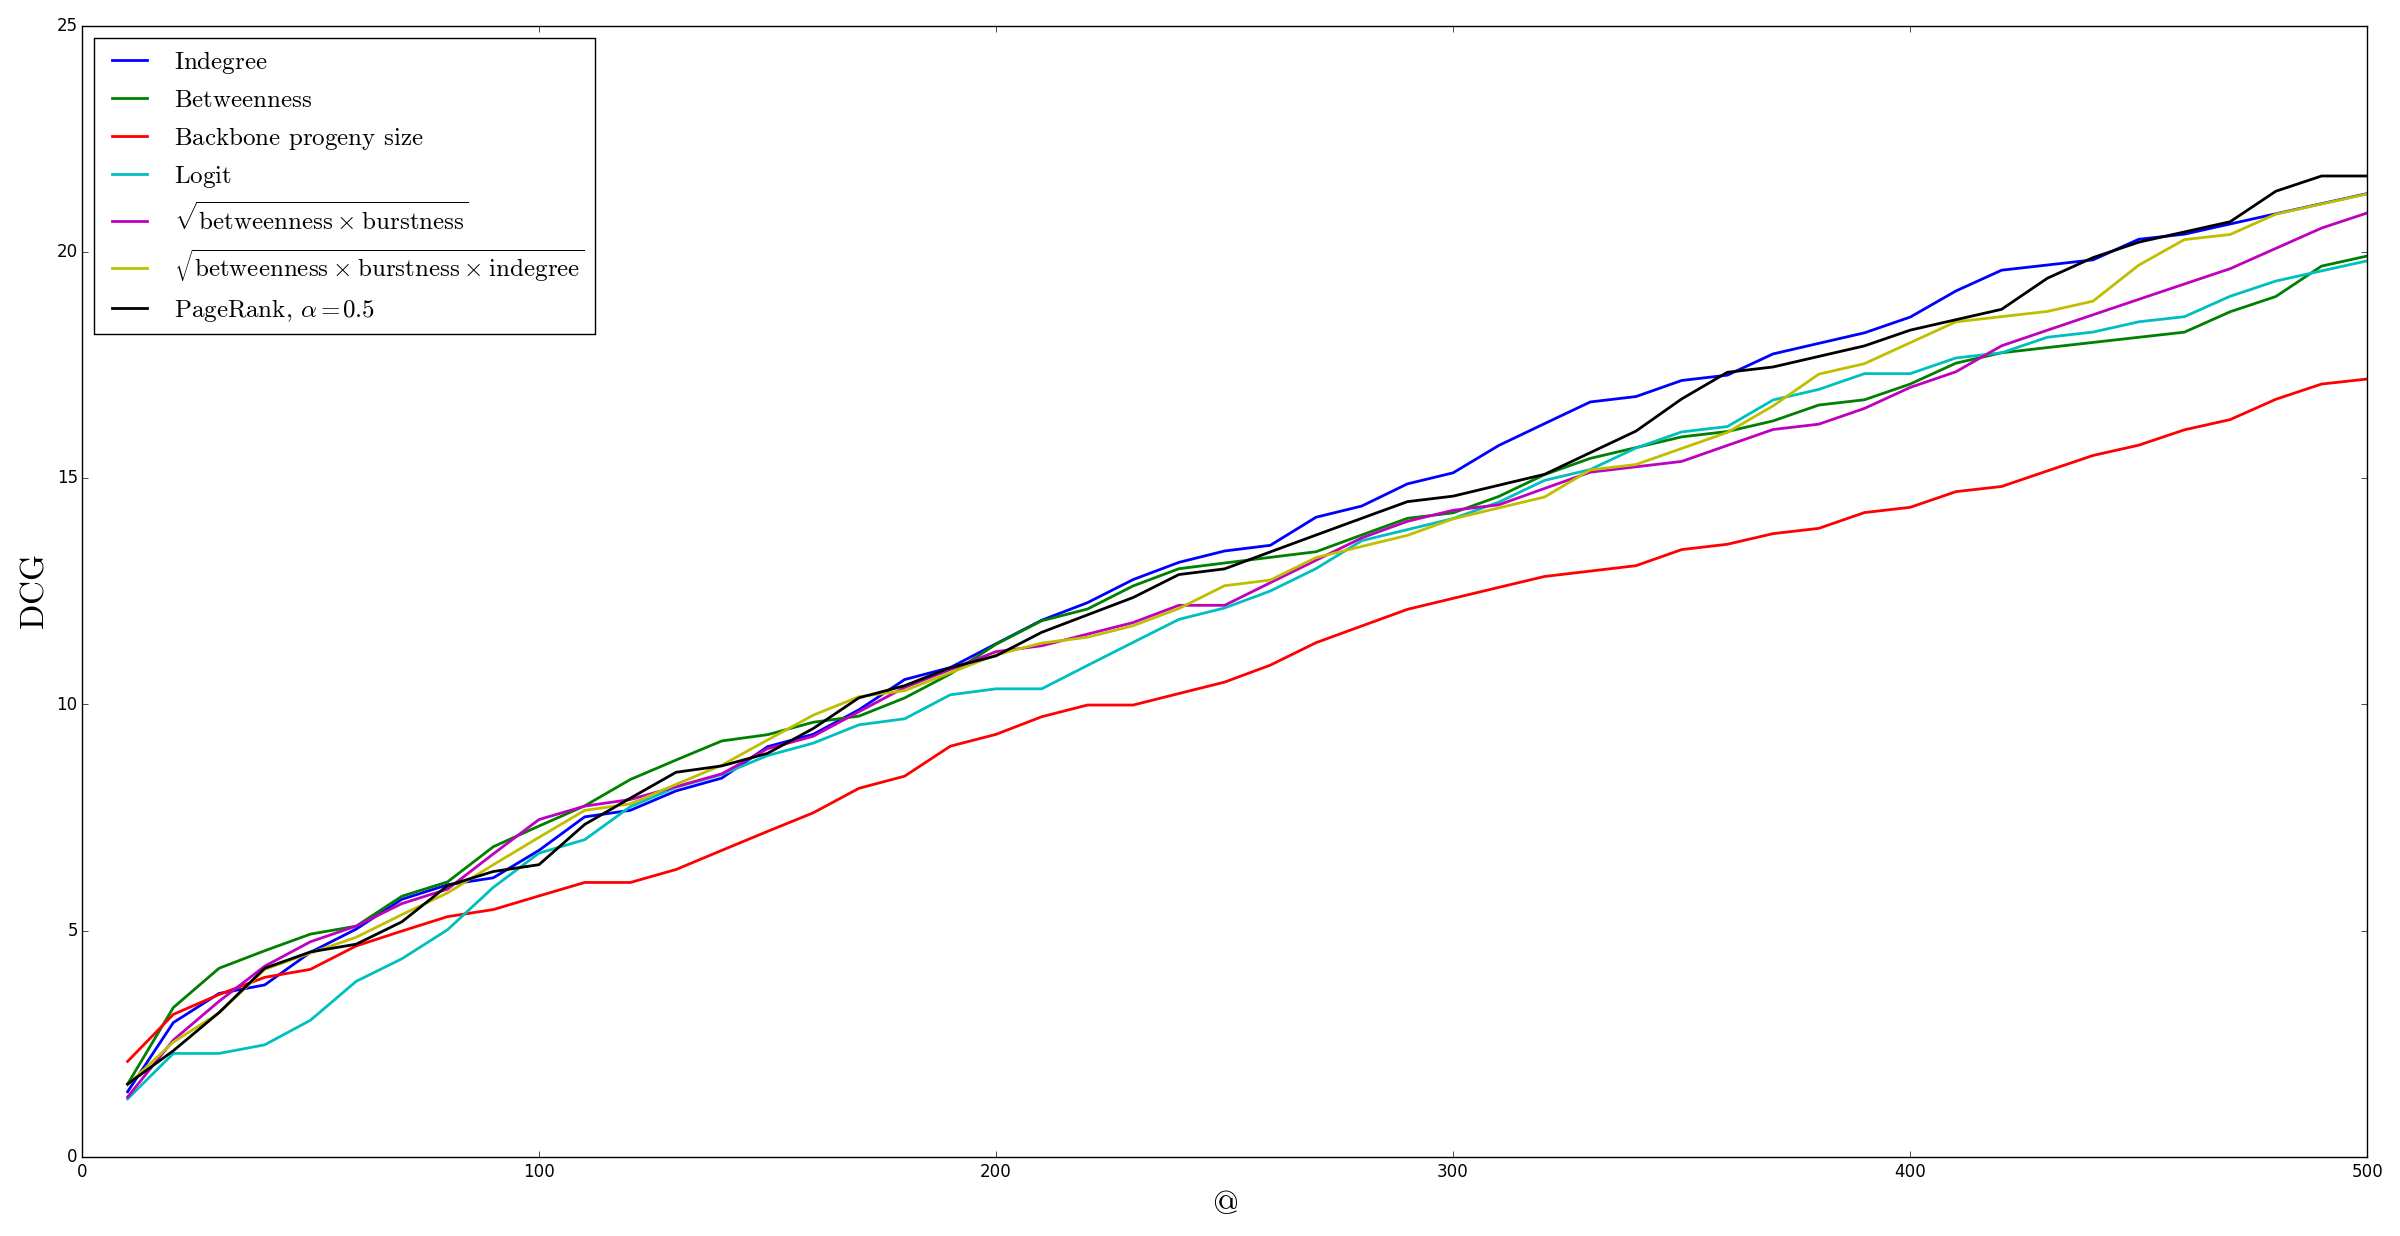 25
20
15
10
5
0
DCG
Indegree
Betweenness
Backbone progeny size
Logit
√betweenness × burstness
√betweenness × burstness × indegree
PageRank, α = 0.5
0 100 200 300 400 500
@